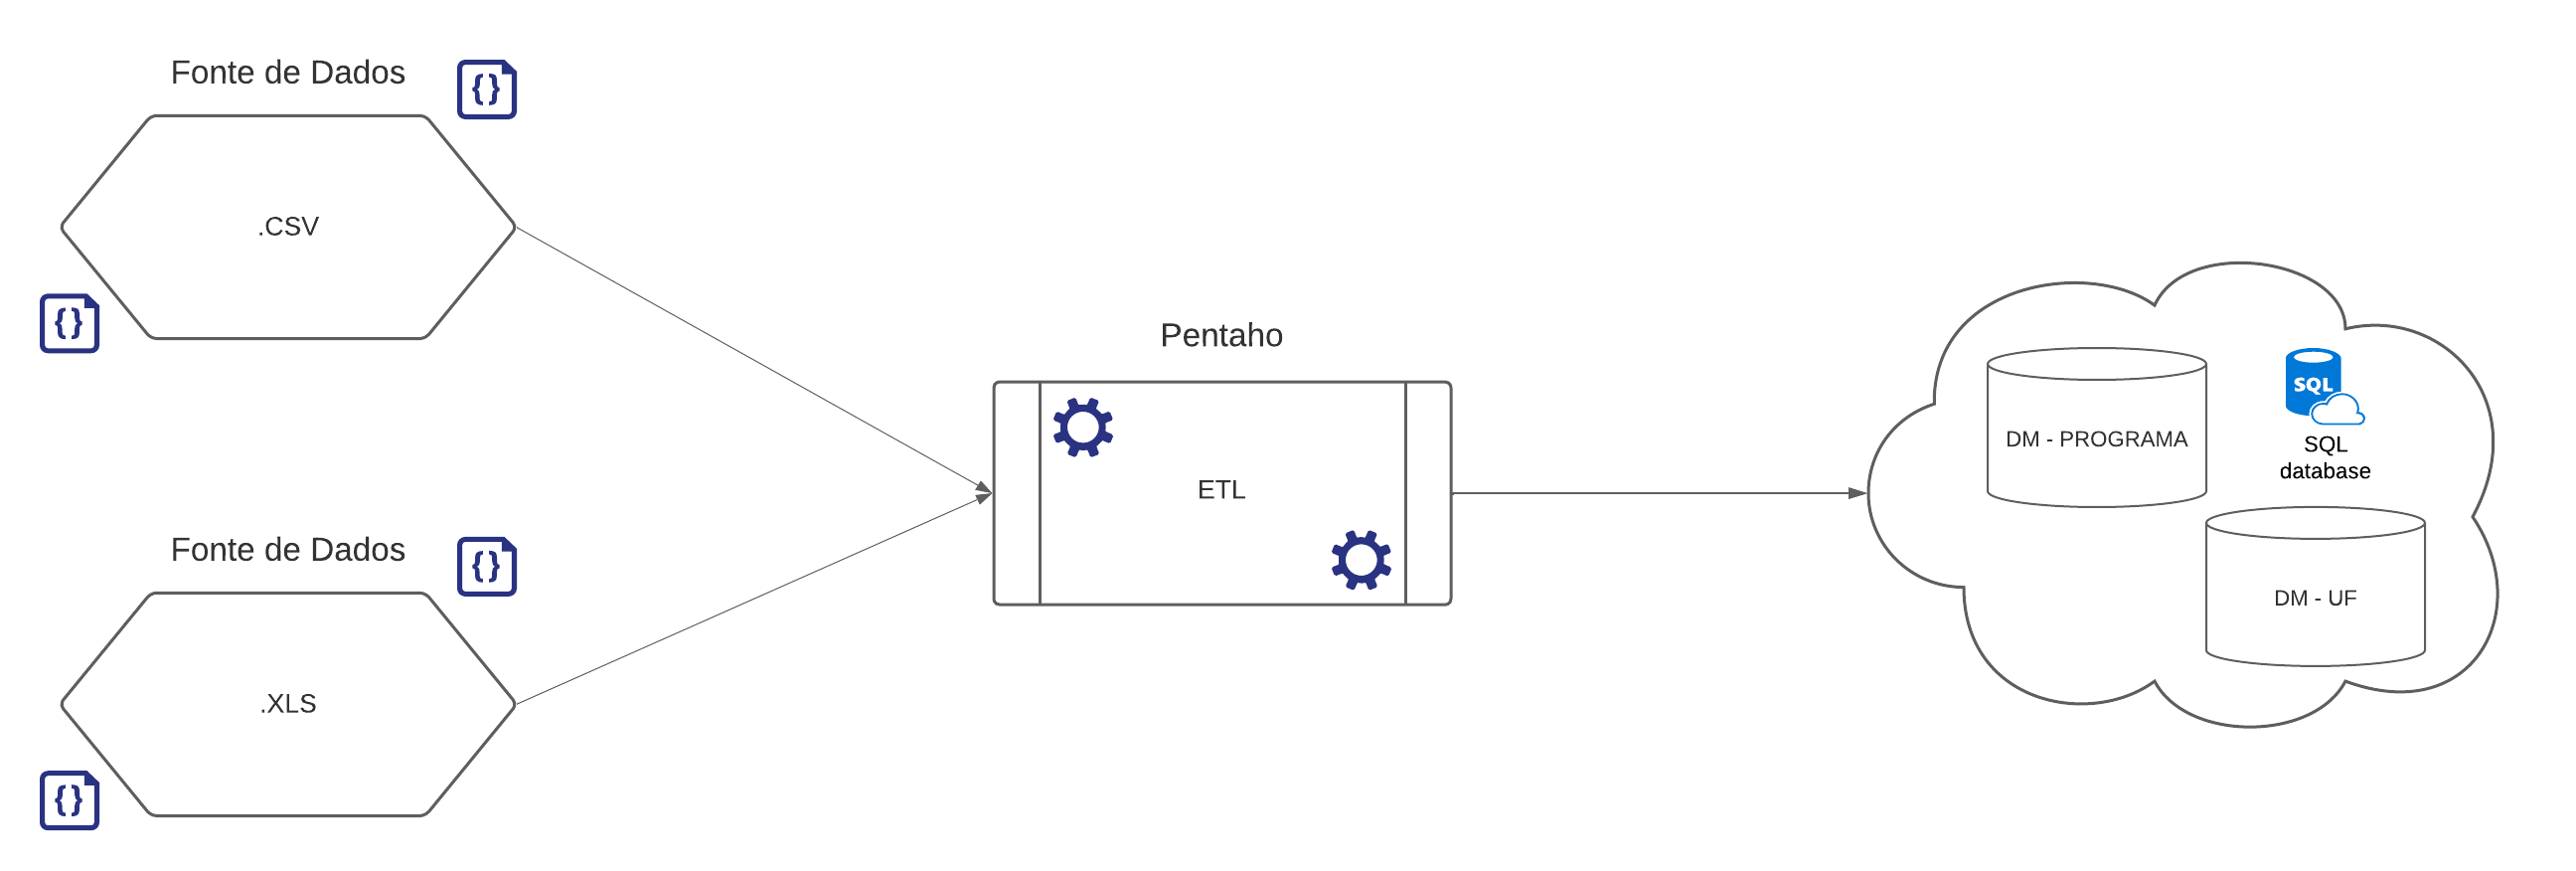 Fonte de Dados
{ }
.CSV
{ }
Fonte de Dados
{ }
.XLS
{ }
Pentaho
ETL
DM - PROGRAMA
SQL
SQL
database
DM - UF